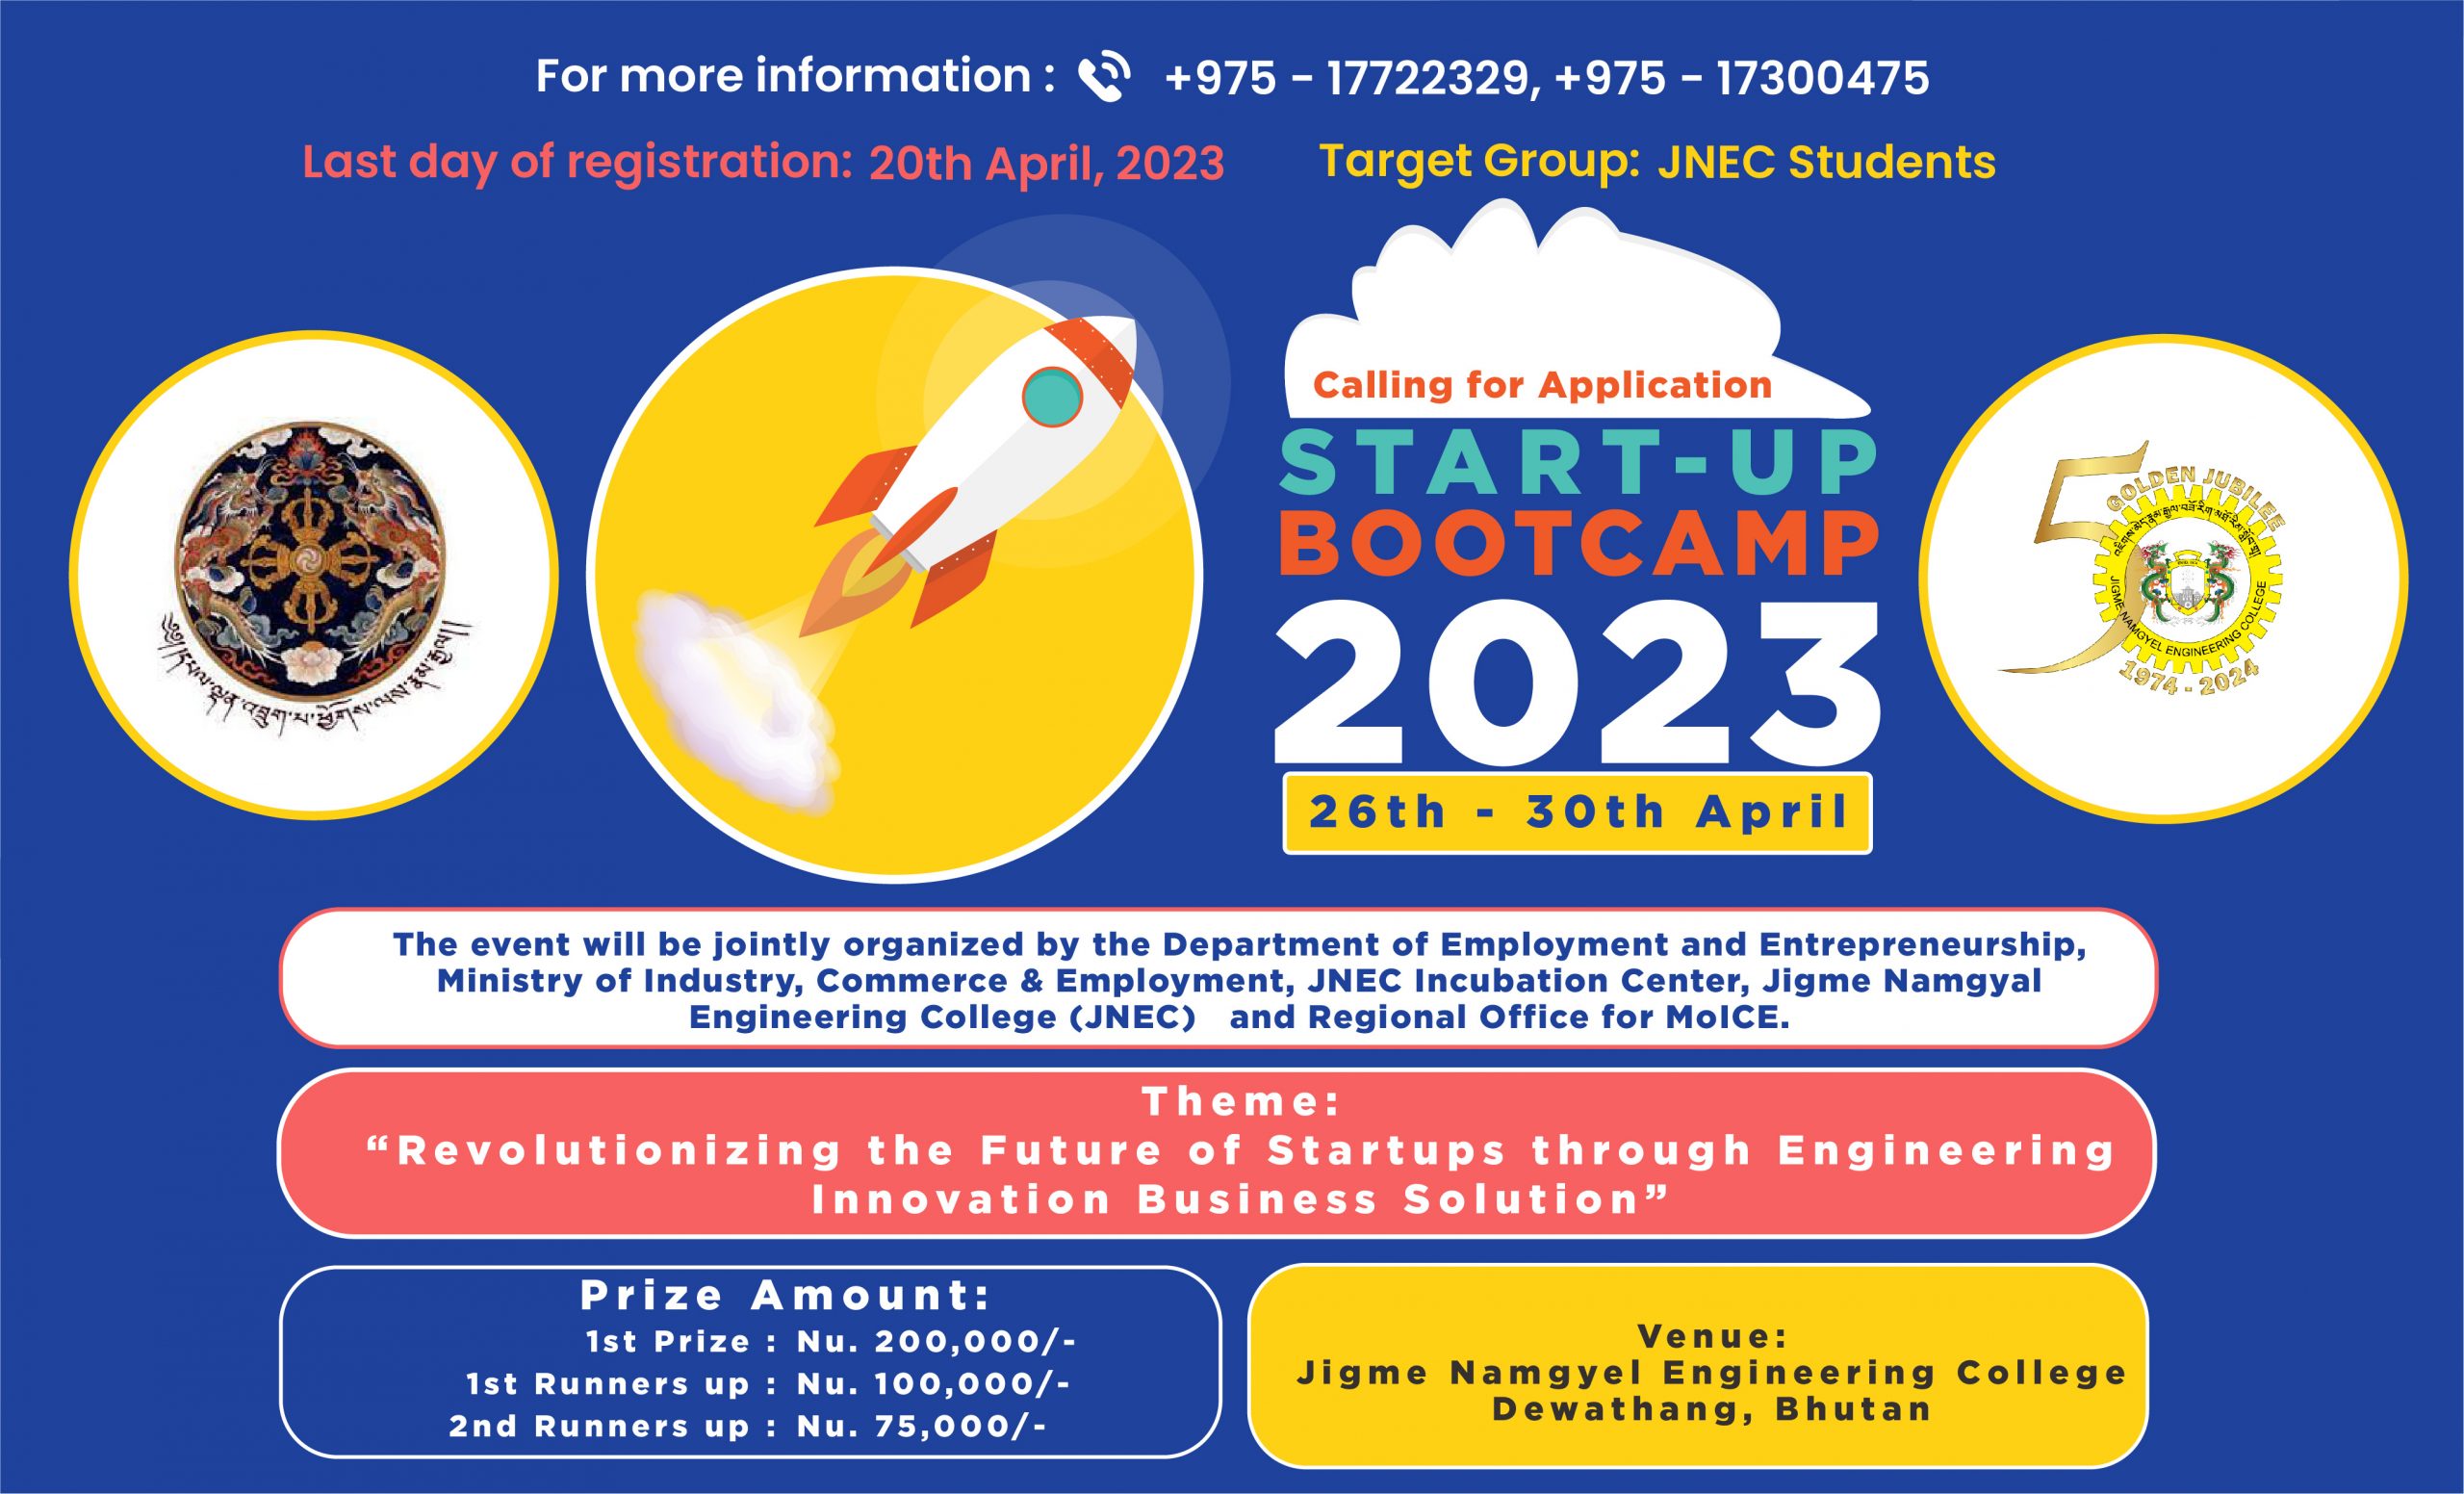 For more information : +975 - 17722329, +975 - 17300475
Last day of registration: 20th April, 2023
Target Group: JNEC Students
Calling for Application
START-UP
BOOTCAMP
2023
26th - 30th April
༄༅།།དཔལ་ལྡན་འབྲུག་པ་ཕྱོགས་ལས་རྣམ་རྒྱལ།།
50
GOLDEN JUBILEE
JIGME NAMGYEL ENGINEERING COLLEGE
1974 - 2024
The event will be jointly organized by the Department of Employment and Entrepreneurship,
Ministry of Industry, Commerce & Employment, JNEC Incubation Center, Jigme Namgyal
Engineering College (JNEC) and Regional Office for MoICE.
Theme:
“Revolutionizing the Future of Startups through Engineering
Innovation Business Solution”
Prize Amount:
1st Prize : Nu. 200,000/-
1st Runners up : Nu. 100,000/-
2nd Runners up : Nu. 75,000/-
Venue:
Jigme Namgyel Engineering College
Dewathang, Bhutan